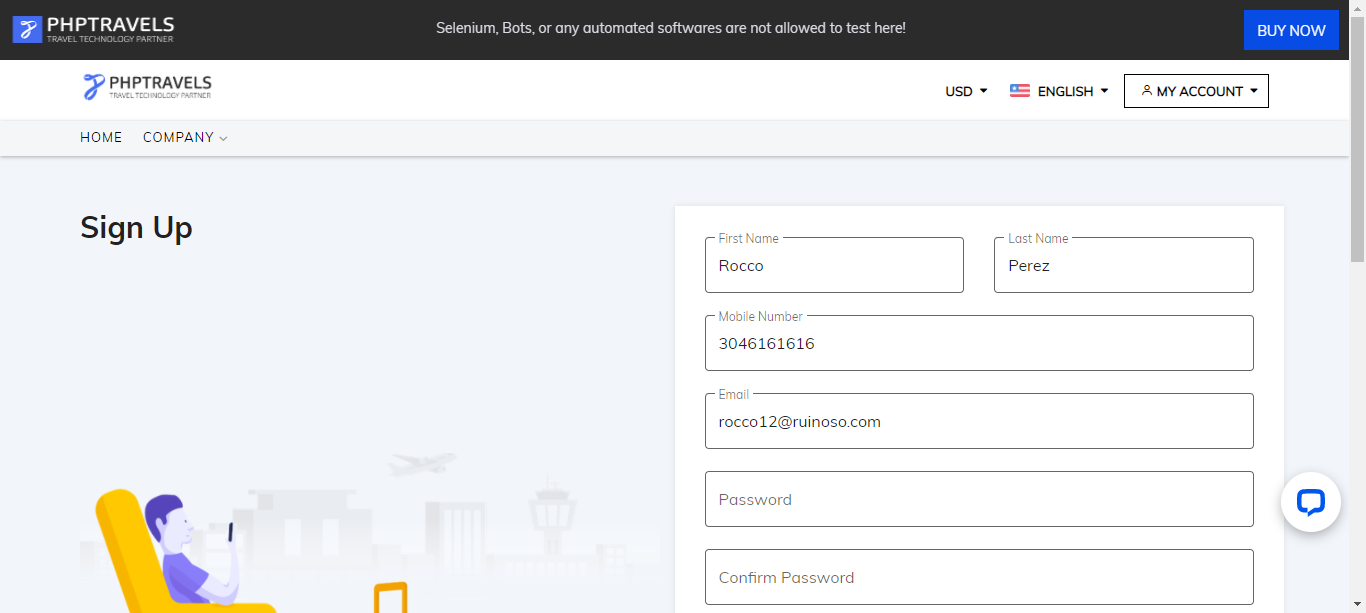 PHPTRAVELS
TRAVEL TECHNOLOGY PARTNER
Selenium, Bots, or any automated softwares are not allowed to test here!
BUY NOW
PHPTRAVELS
TRAVEL TECHNOLOGY PARTNER
USD
ENGLISH
MY ACCOUNT
HOME
COMPANY
Sign Up
First Name
Rocco
Last Name
Perez
Mobile Number
3046161616
Email
rocco12@ruinoso.com
Password
Confirm Password